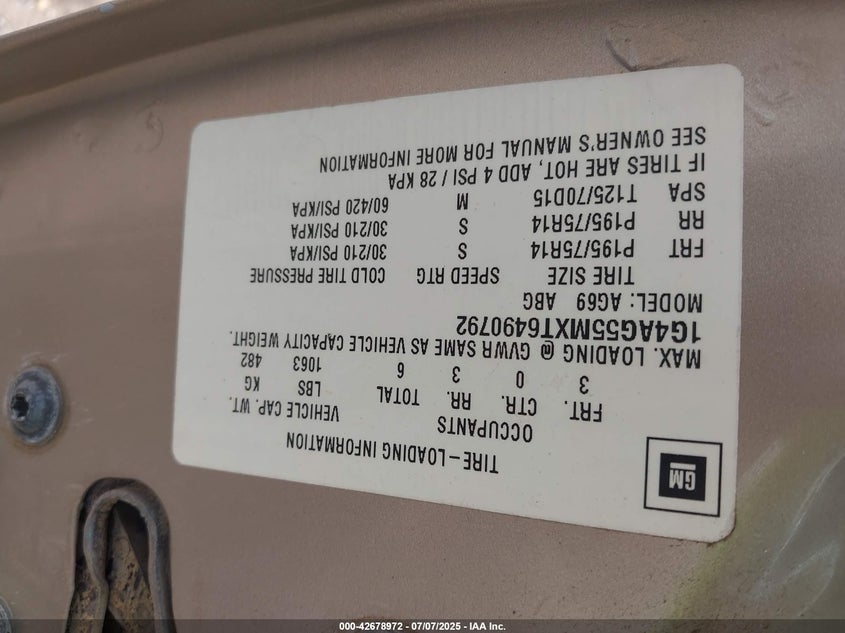 GM
TIRE-LOADING INFORMATION
OCCUPANTS VEHICLE CAP. WT.
FRT. CTR. RR. TOTAL LBS KG
3 0 3 6 1063 482
MAX. LOADING @ GVWR SAME AS VEHICLE CAPACITY WEIGHT.
1G4AG55MXT6490792
MODEL: AG69 ABG
TIRE SIZE SPEED RTG COLD TIRE PRESSURE
FRT P195/75R14 S 30/210 PSI/KPA
RR P195/75R14 S 30/210 PSI/KPA
SPA T125/70D15 M 60/420 PSI/KPA
IF TIRES ARE HOT, ADD 4 PSI / 28 KPA
SEE OWNER'S MANUAL FOR MORE INFORMATION
000-42678972 / 07/07/2025 - IAA Inc.